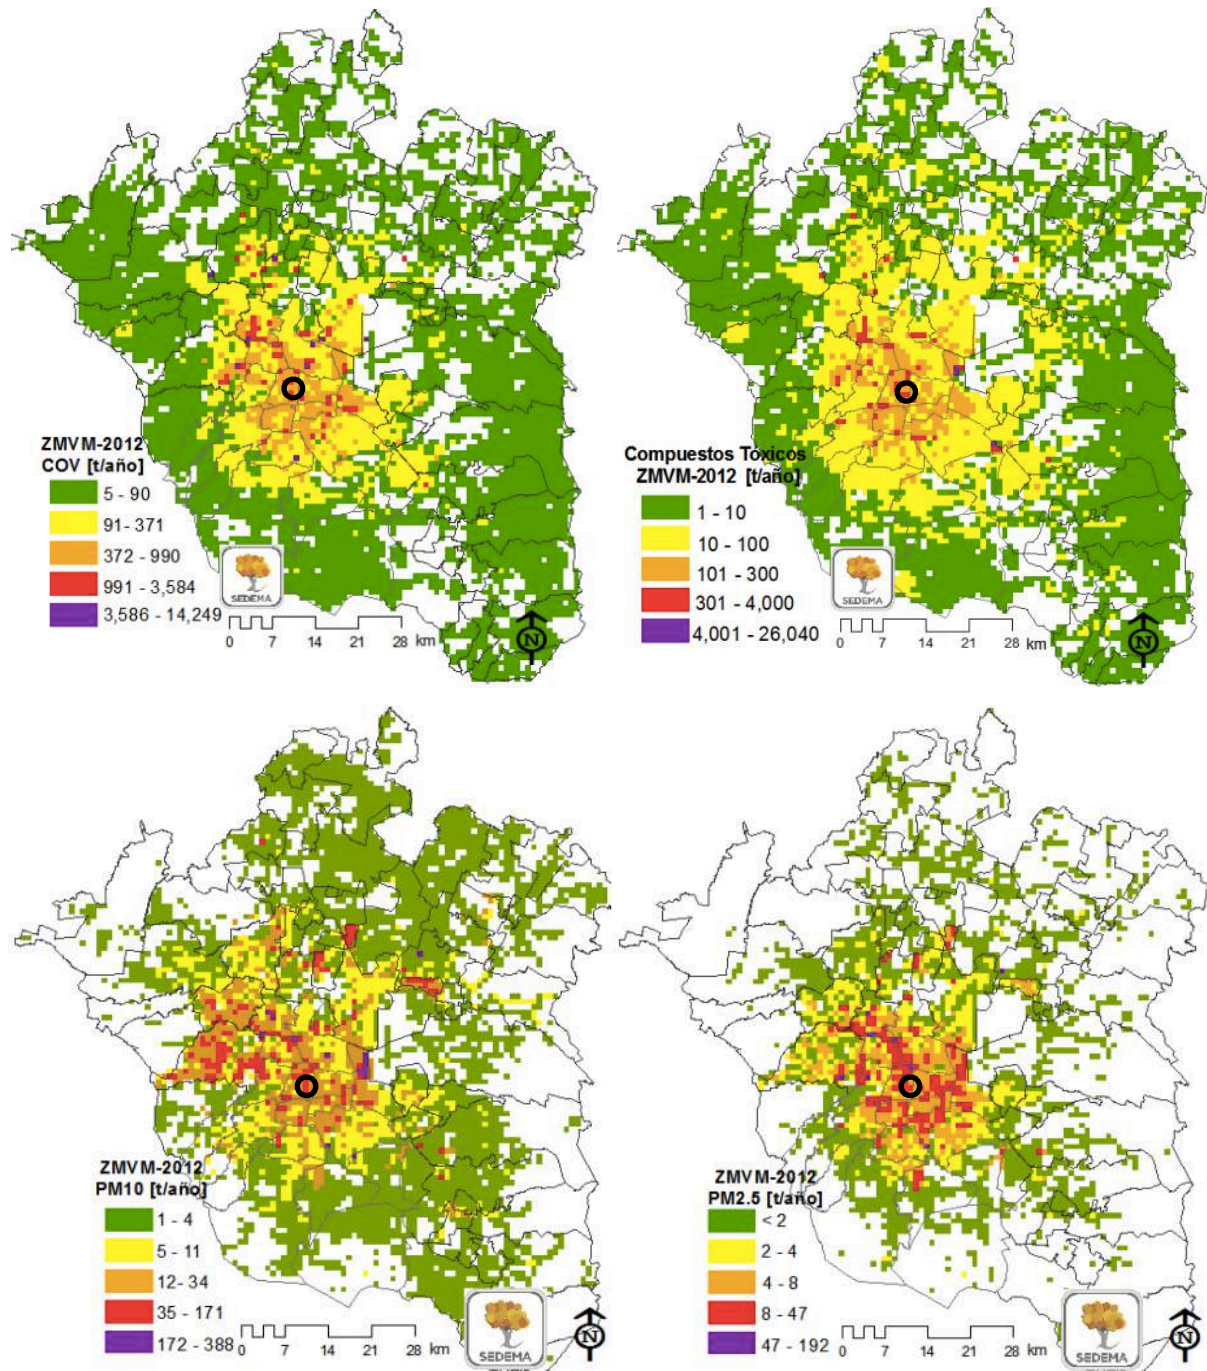 ZMVM-2012
COV [t/año]
5 - 90
91- 371
372 - 990
991 - 3,584
3,586 - 14,249
SEDEMA
0 7 14 21 28 km
N
Compuestos Tóxicos
ZMVM-2012 [t/año]
1 - 10
10 - 100
101 - 300
301 - 4,000
4,001 - 26,040
SEDEMA
0 7 14 21 28 km
N
ZMVM-2012
PM10 [t/año]
1 - 4
5 - 11
12- 34
35 - 171
172 - 388
SEDEMA
0 7 14 21 28 km
N
ZMVM-2012
PM2.5 [t/año]
< 2
2 - 4
4 - 8
8 - 47
47 - 192
SEDEMA
0 7 14 21 28 km
N